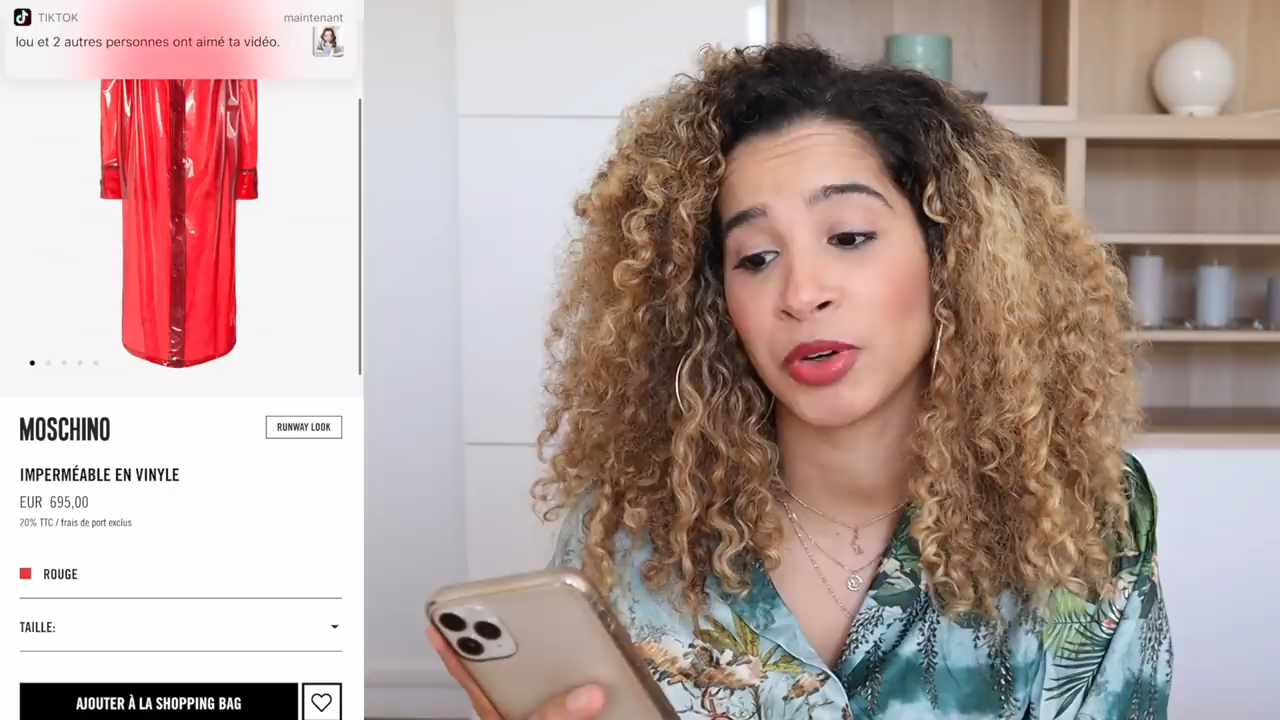 TIKTOK
maintenant
lou et 2 autres personnes ont aimé ta vidéo.
MOSCHINO
RUNWAY LOOK
IMPERMÉABLE EN VINYLE
EUR 695,00
20% TTC / frais de port exclus
ROUGE
TAILLE:
AJOUTER À LA SHOPPING BAG